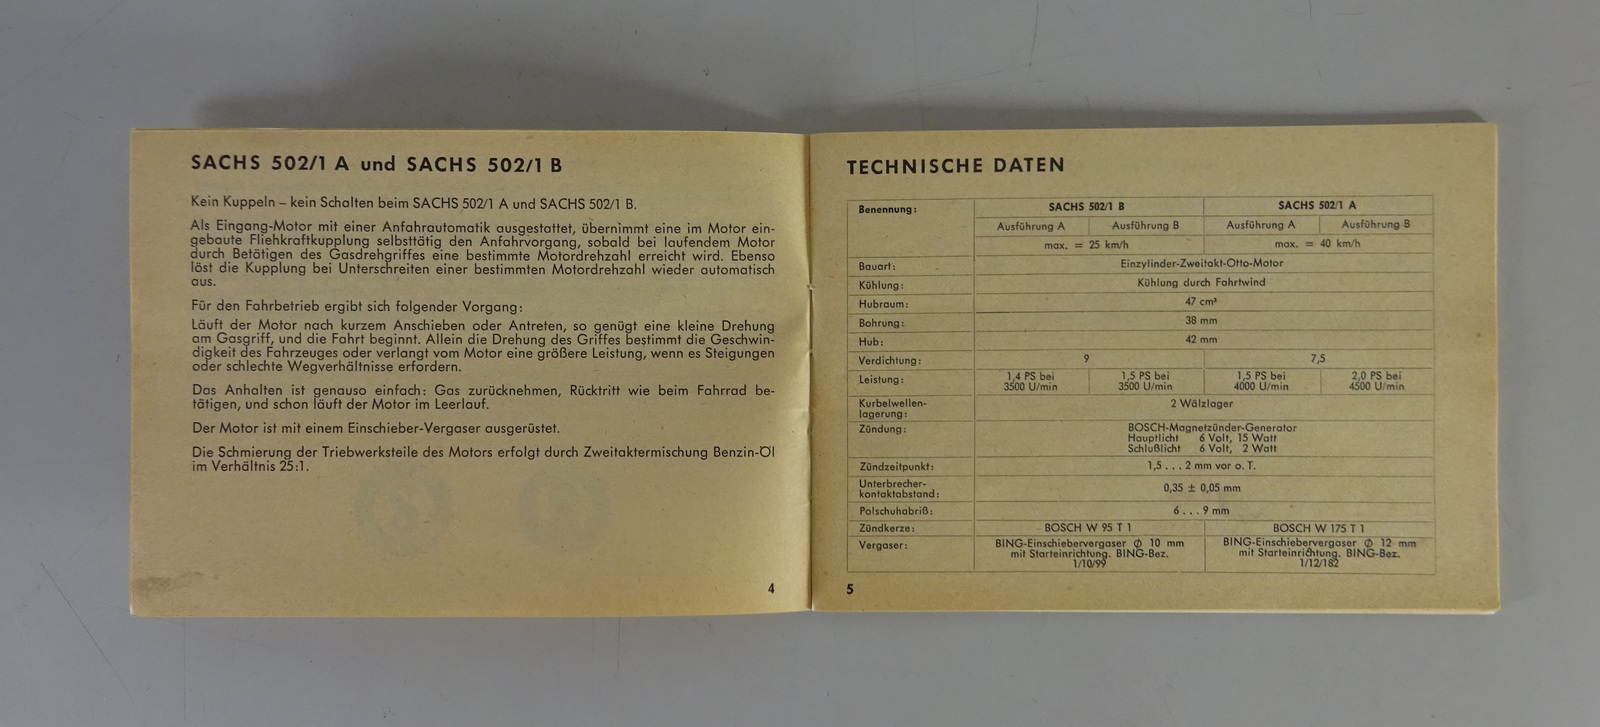 SACHS 502/1 A und SACHS 502/1 B
Kein Kuppeln – kein Schalten beim SACHS 502/1 A und SACHS 502/1 B.
Als Eingang-Motor mit einer Anfahrautomatik ausgestattet, übernimmt eine im Motor ein-
gebaute Fliehkraftkupplung selbsttätig den Anfahrvorgang, sobald bei laufendem Motor
durch Betätigen des Gasdrehgriffes eine bestimmte Motordrehzahl erreicht wird. Ebenso
löst die Kupplung bei Unterschreiten einer bestimmten Motordrehzahl wieder automatisch
aus.
Für den Fahrbetrieb ergibt sich folgender Vorgang:
Läuft der Motor nach kurzem Anschieben oder Antreten, so genügt eine kleine Drehung
am Gasgriff, und die Fahrt beginnt. Allein die Drehung des Griffes bestimmt die Geschwin-
digkeit des Fahrzeuges oder verlangt vom Motor eine größere Leistung, wenn es Steigungen
oder schlechte Wegverhältnisse erfordern.
Das Anhalten ist genauso einfach: Gas zurücknehmen, Rücktritt wie beim Fahrrad be-
tätigen, und schon läuft der Motor im Leerlauf.
Der Motor ist mit einem Einschieber-Vergaser ausgerüstet.
Die Schmierung der Triebwerksteile des Motors erfolgt durch Zweitaktermischung Benzin-Öl
im Verhältnis 25:1.
4
TECHNISCHE DATEN
Benennung: SACHS 502/1 B SACHS 502/1 A
Ausführung A Ausführung B Ausführung A Ausführung B
max. = 25 km/h max. = 40 km/h
Bauart: Einzylinder-Zweitakt-Otto-Motor
Kühlung: Kühlung durch Fahrtwind
Hubraum: 47 cm³
Bohrung: 38 mm
Hub: 42 mm
Verdichtung: 9 7,5
Leistung: 1,4 PS bei 1,5 PS bei 1,5 PS bei 2,0 PS bei
3500 U/min 3500 U/min 4000 U/min 4500 U/min
Kurbelwellen- 2 Wälzlager
lagerung:
Zündung: BOSCH-Magnetzünder-Generator
Hauptlicht 6 Volt, 15 Watt
Schlußlicht 6 Volt, 2 Watt
Zündzeitpunkt: 1,5 . . . 2 mm vor o. T.
Unterbrecher- 0,35 ± 0,05 mm
kontaktabstand:
Polschuhabriß: 6 . . . 9 mm
Zündkerze: BOSCH W 95 T 1 BOSCH W 175 T 1
Vergaser: BING-Einschiebervergaser ϕ 10 mm BING-Einschiebervergaser ϕ 12 mm
mit Starteinrichtung. BING-Bez. mit Starteinrichtung. BING-Bez.
1/10/99 1/12/182
5